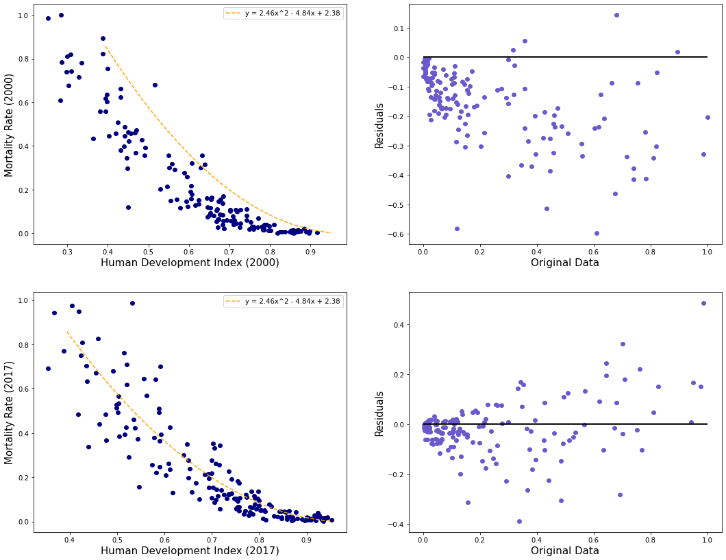 y = 2.46x^2 - 4.84x + 2.38
Mortality Rate (2000)
1.0
0.8
0.6
0.4
0.2
0.0
0.3 0.4 0.5 0.6 0.7 0.8 0.9
Human Development Index (2000)
Residuals
0.1
0.0
−0.1
−0.2
−0.3
−0.4
−0.5
−0.6
0.0 0.2 0.4 0.6 0.8 1.0
Original Data
y = 2.46x^2 - 4.84x + 2.38
Mortality Rate (2017)
1.0
0.8
0.6
0.4
0.2
0.0
0.4 0.5 0.6 0.7 0.8 0.9
Human Development Index (2017)
Residuals
0.4
0.2
0.0
−0.2
−0.4
0.0 0.2 0.4 0.6 0.8 1.0
Original Data